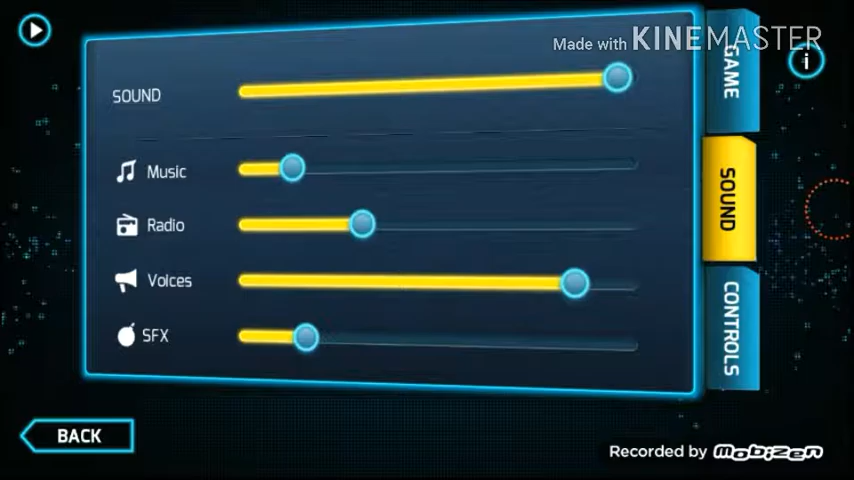 Made with KINEMASTER
GAME
SOUND
Music
Radio
Voices
SFX
SOUND
CONTROLS
BACK
Recorded by mobizen